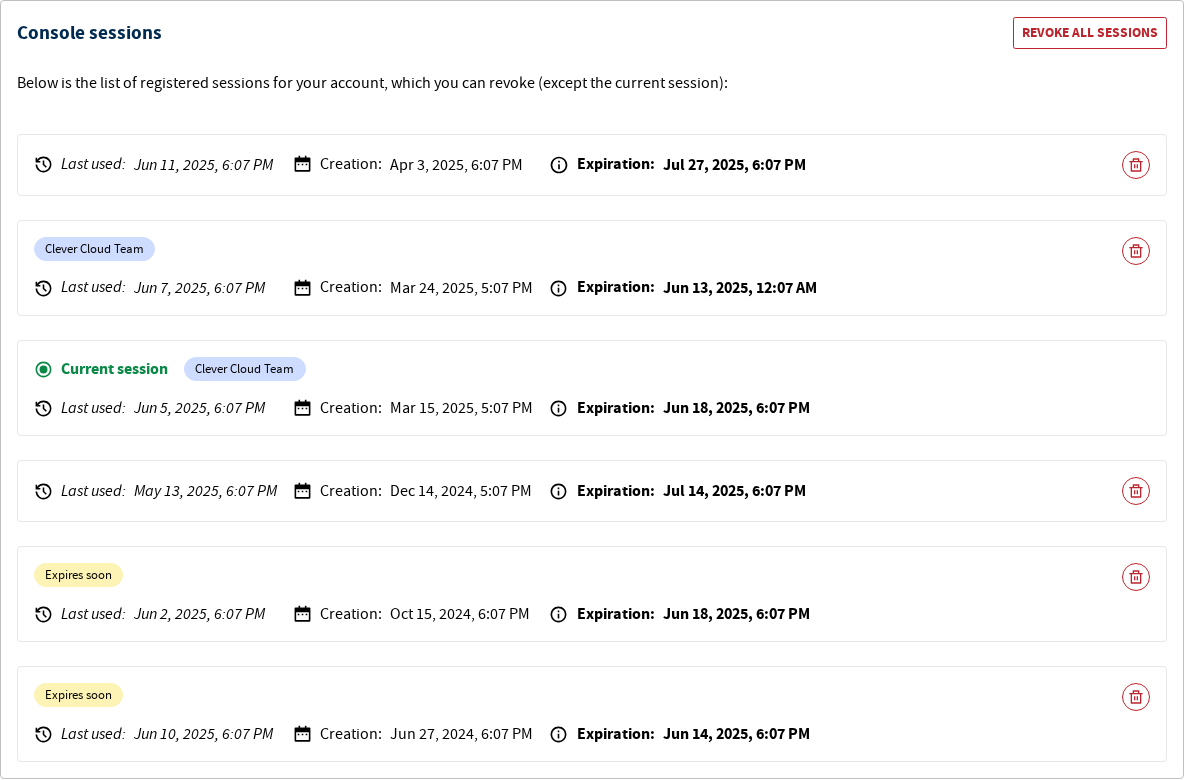 Console sessions
REVOKE ALL SESSIONS
Below is the list of registered sessions for your account, which you can revoke (except the current session):
Last used: Jun 11, 2025, 6:07 PM Creation: Apr 3, 2025, 6:07 PM Expiration: Jul 27, 2025, 6:07 PM
Clever Cloud Team
Last used: Jun 7, 2025, 6:07 PM Creation: Mar 24, 2025, 5:07 PM Expiration: Jun 13, 2025, 12:07 AM
Current session Clever Cloud Team
Last used: Jun 5, 2025, 6:07 PM Creation: Mar 15, 2025, 5:07 PM Expiration: Jun 18, 2025, 6:07 PM
Last used: May 13, 2025, 6:07 PM Creation: Dec 14, 2024, 5:07 PM Expiration: Jul 14, 2025, 6:07 PM
Expires soon
Last used: Jun 2, 2025, 6:07 PM Creation: Oct 15, 2024, 6:07 PM Expiration: Jun 18, 2025, 6:07 PM
Expires soon
Last used: Jun 10, 2025, 6:07 PM Creation: Jun 27, 2024, 6:07 PM Expiration: Jun 14, 2025, 6:07 PM